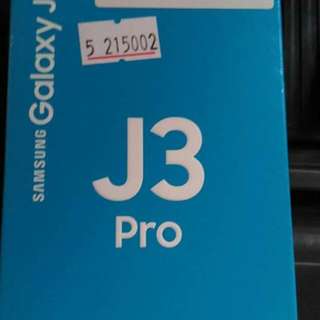 SAMSUNG Galaxy J
5 215002
J3
Pro